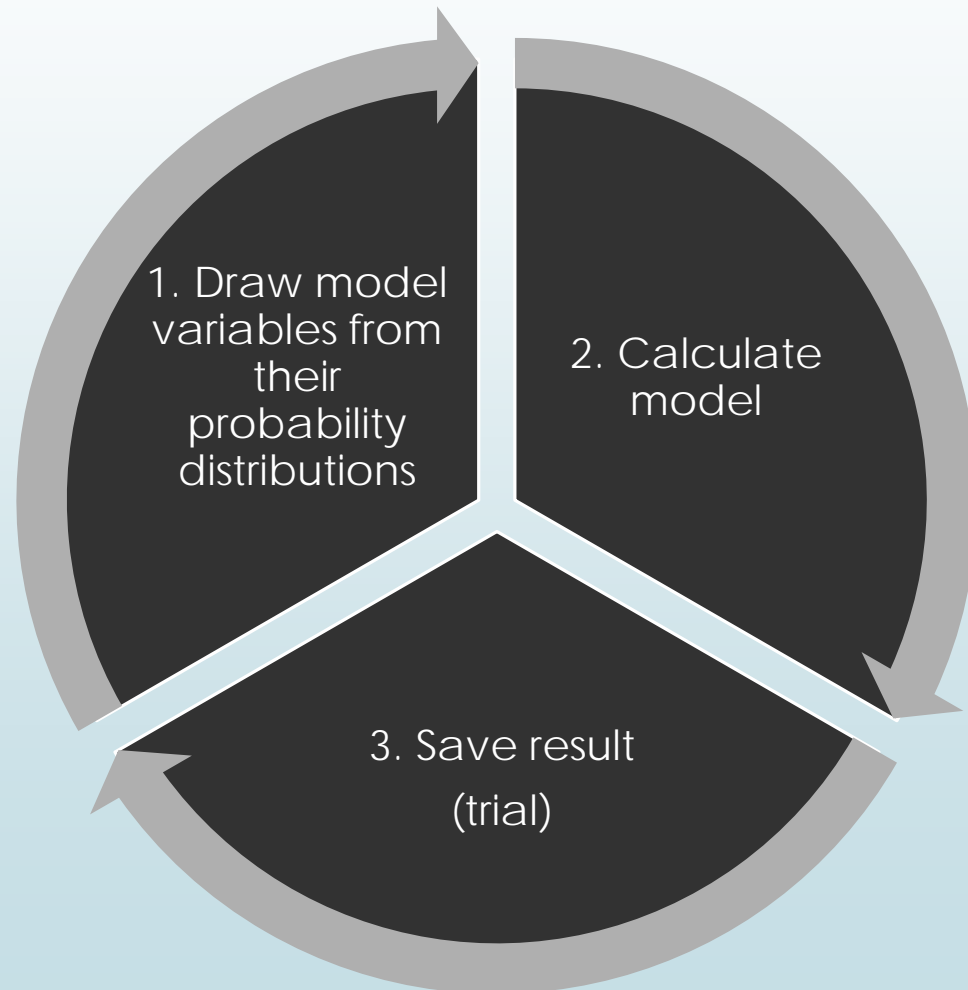 1. Draw model
variables from
their
probability
distributions
2. Calculate
model
3. Save result
(trial)